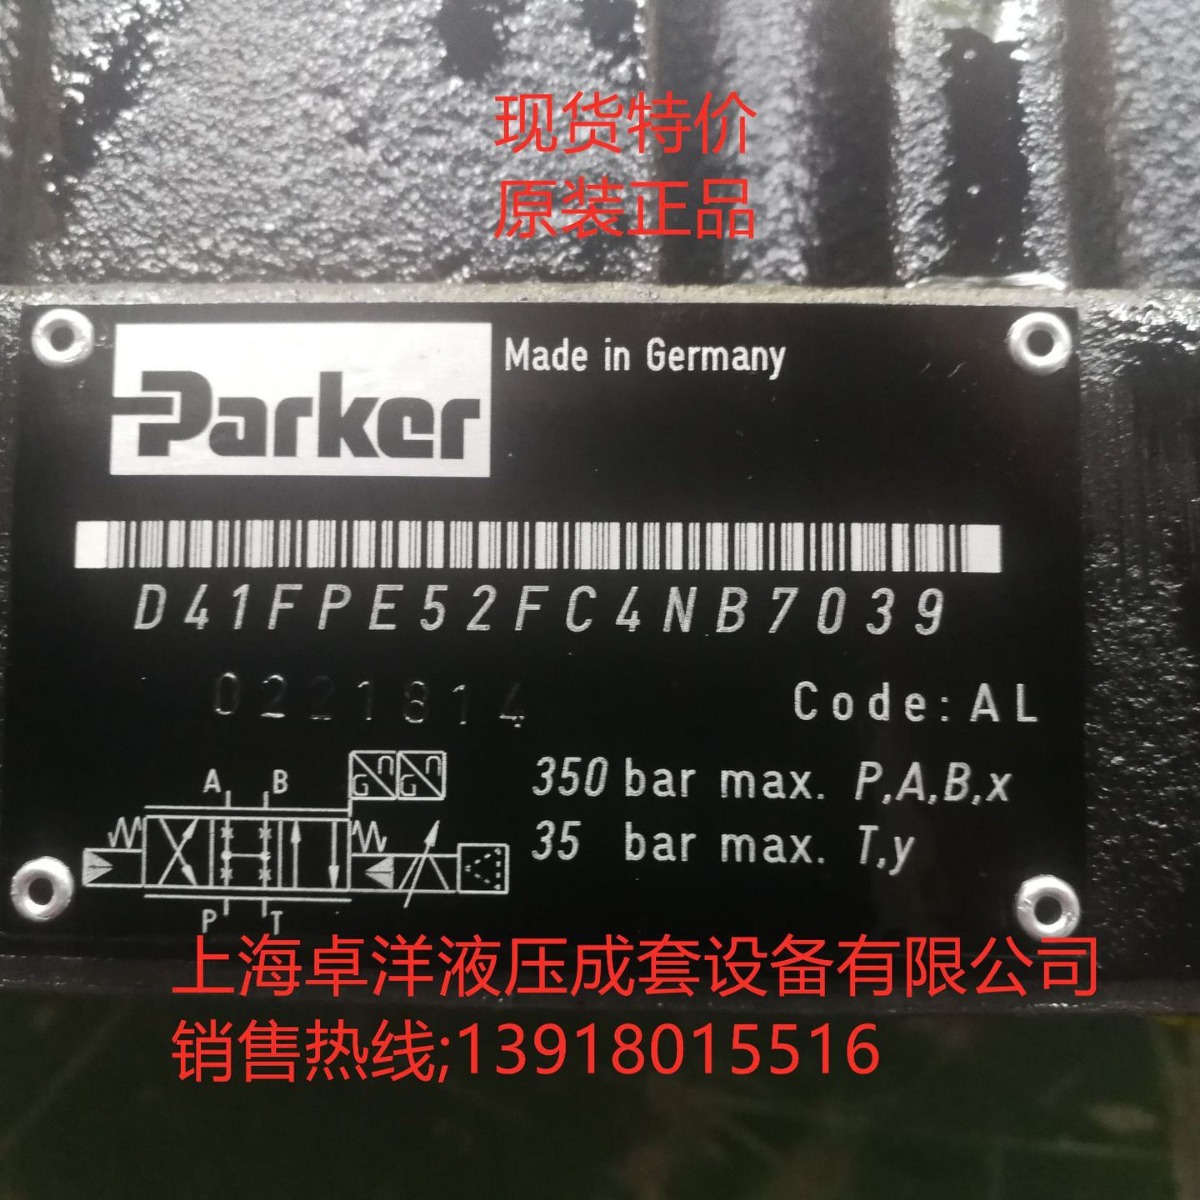 现货特价
原装正品
Parker
Made in Germany
D41FPE52FC4NB7039
0221814
Code: AL
A B
G U G U
350 bar max. P,A,B,x
35 bar max. T,y
P T
上海卓洋液压成套设备有限公司
销售热线;13918015516